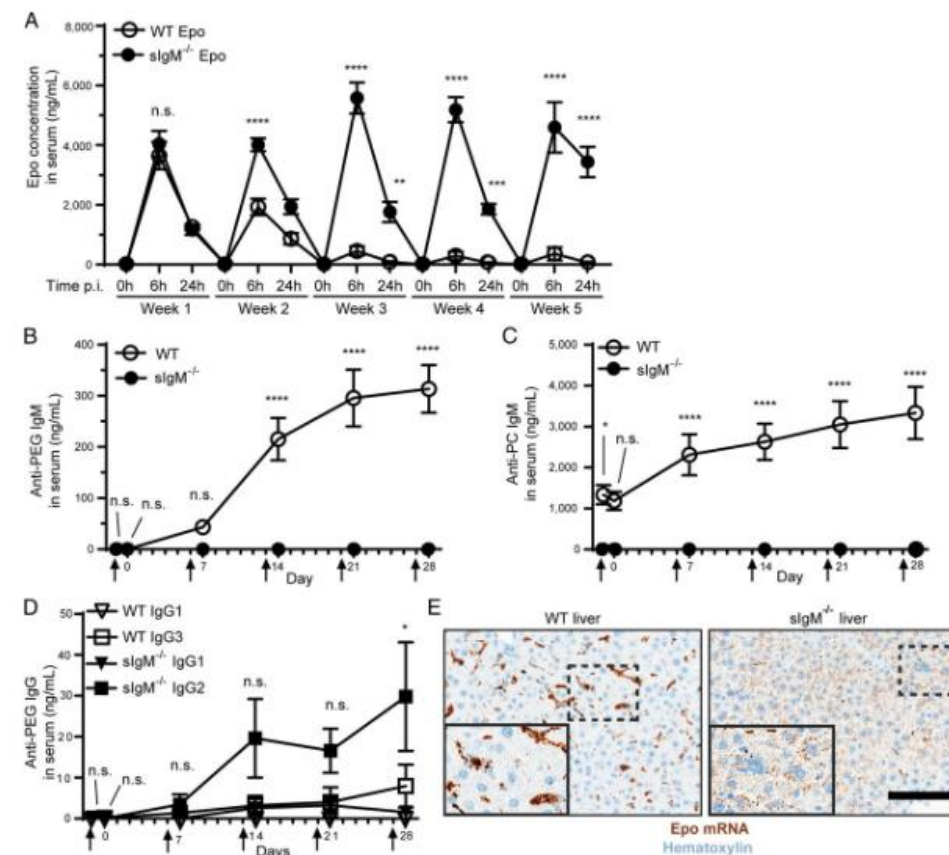 A
WT Epo
sIgM-/- Epo
Epo concentration
in serum (ng/mL)
8,000
6,000
4,000
2,000
0
n.s.
****
****
**
****
***
****
****
Time p.i.
0h 6h 24h 0h 6h 24h 0h 6h 24h 0h 6h 24h 0h 6h 24h
Week 1 Week 2 Week 3 Week 4 Week 5
B
WT
sIgM-/-
Anti-PEG IgM
in serum (ng/mL)
400
300
200
100
0
n.s.
n.s.
n.s.
****
****
****
0 7 14 21 28
Day
C
WT
sIgM-/-
Anti-PC IgM
in serum (ng/mL)
5,000
4,000
3,000
2,000
1,000
0
*
n.s.
****
****
****
****
0 7 14 21 28
Day
D
WT IgG1
WT IgG3
sIgM-/- IgG1
sIgM-/- IgG2
Anti-PEG IgG
in serum (ng/mL)
50
40
30
20
10
0
n.s.
n.s.
n.s.
n.s.
n.s.
*
0 7 14 21 28
Days
E
WT liver
sIgM-/- liver
Epo mRNA
Hematoxylin